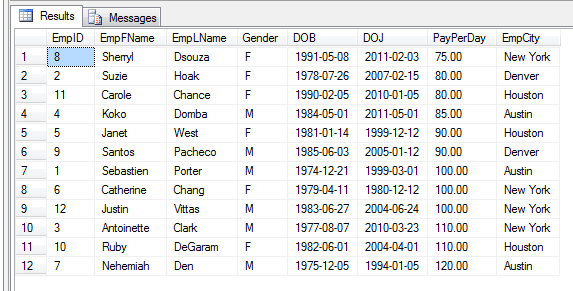 Results Messages
EmpID EmpFName EmpLName Gender DOB DOJ PayPerDay EmpCity
1 8 Sherryl Dsouza F 1991-05-08 2011-02-03 75.00 New York
2 2 Suzie Hoak F 1978-07-26 2007-02-15 80.00 Denver
3 11 Carole Chance F 1990-02-05 2010-01-05 80.00 Houston
4 4 Koko Domba M 1984-05-01 2011-05-01 85.00 Austin
5 5 Janet West F 1981-01-14 1999-12-12 90.00 Houston
6 9 Santos Pacheco M 1985-06-03 2005-01-12 90.00 Denver
7 1 Sebastien Porter M 1974-12-21 1999-03-01 100.00 Austin
8 6 Catherine Chang F 1979-04-11 1980-12-12 100.00 New York
9 12 Justin Vittas M 1983-06-27 2004-06-24 100.00 New York
10 3 Antoinette Clark M 1977-08-07 2010-03-23 110.00 New York
11 10 Ruby DeGaram F 1982-06-01 2004-04-01 110.00 Houston
12 7 Nehemiah Den M 1975-12-05 1994-01-05 120.00 Austin